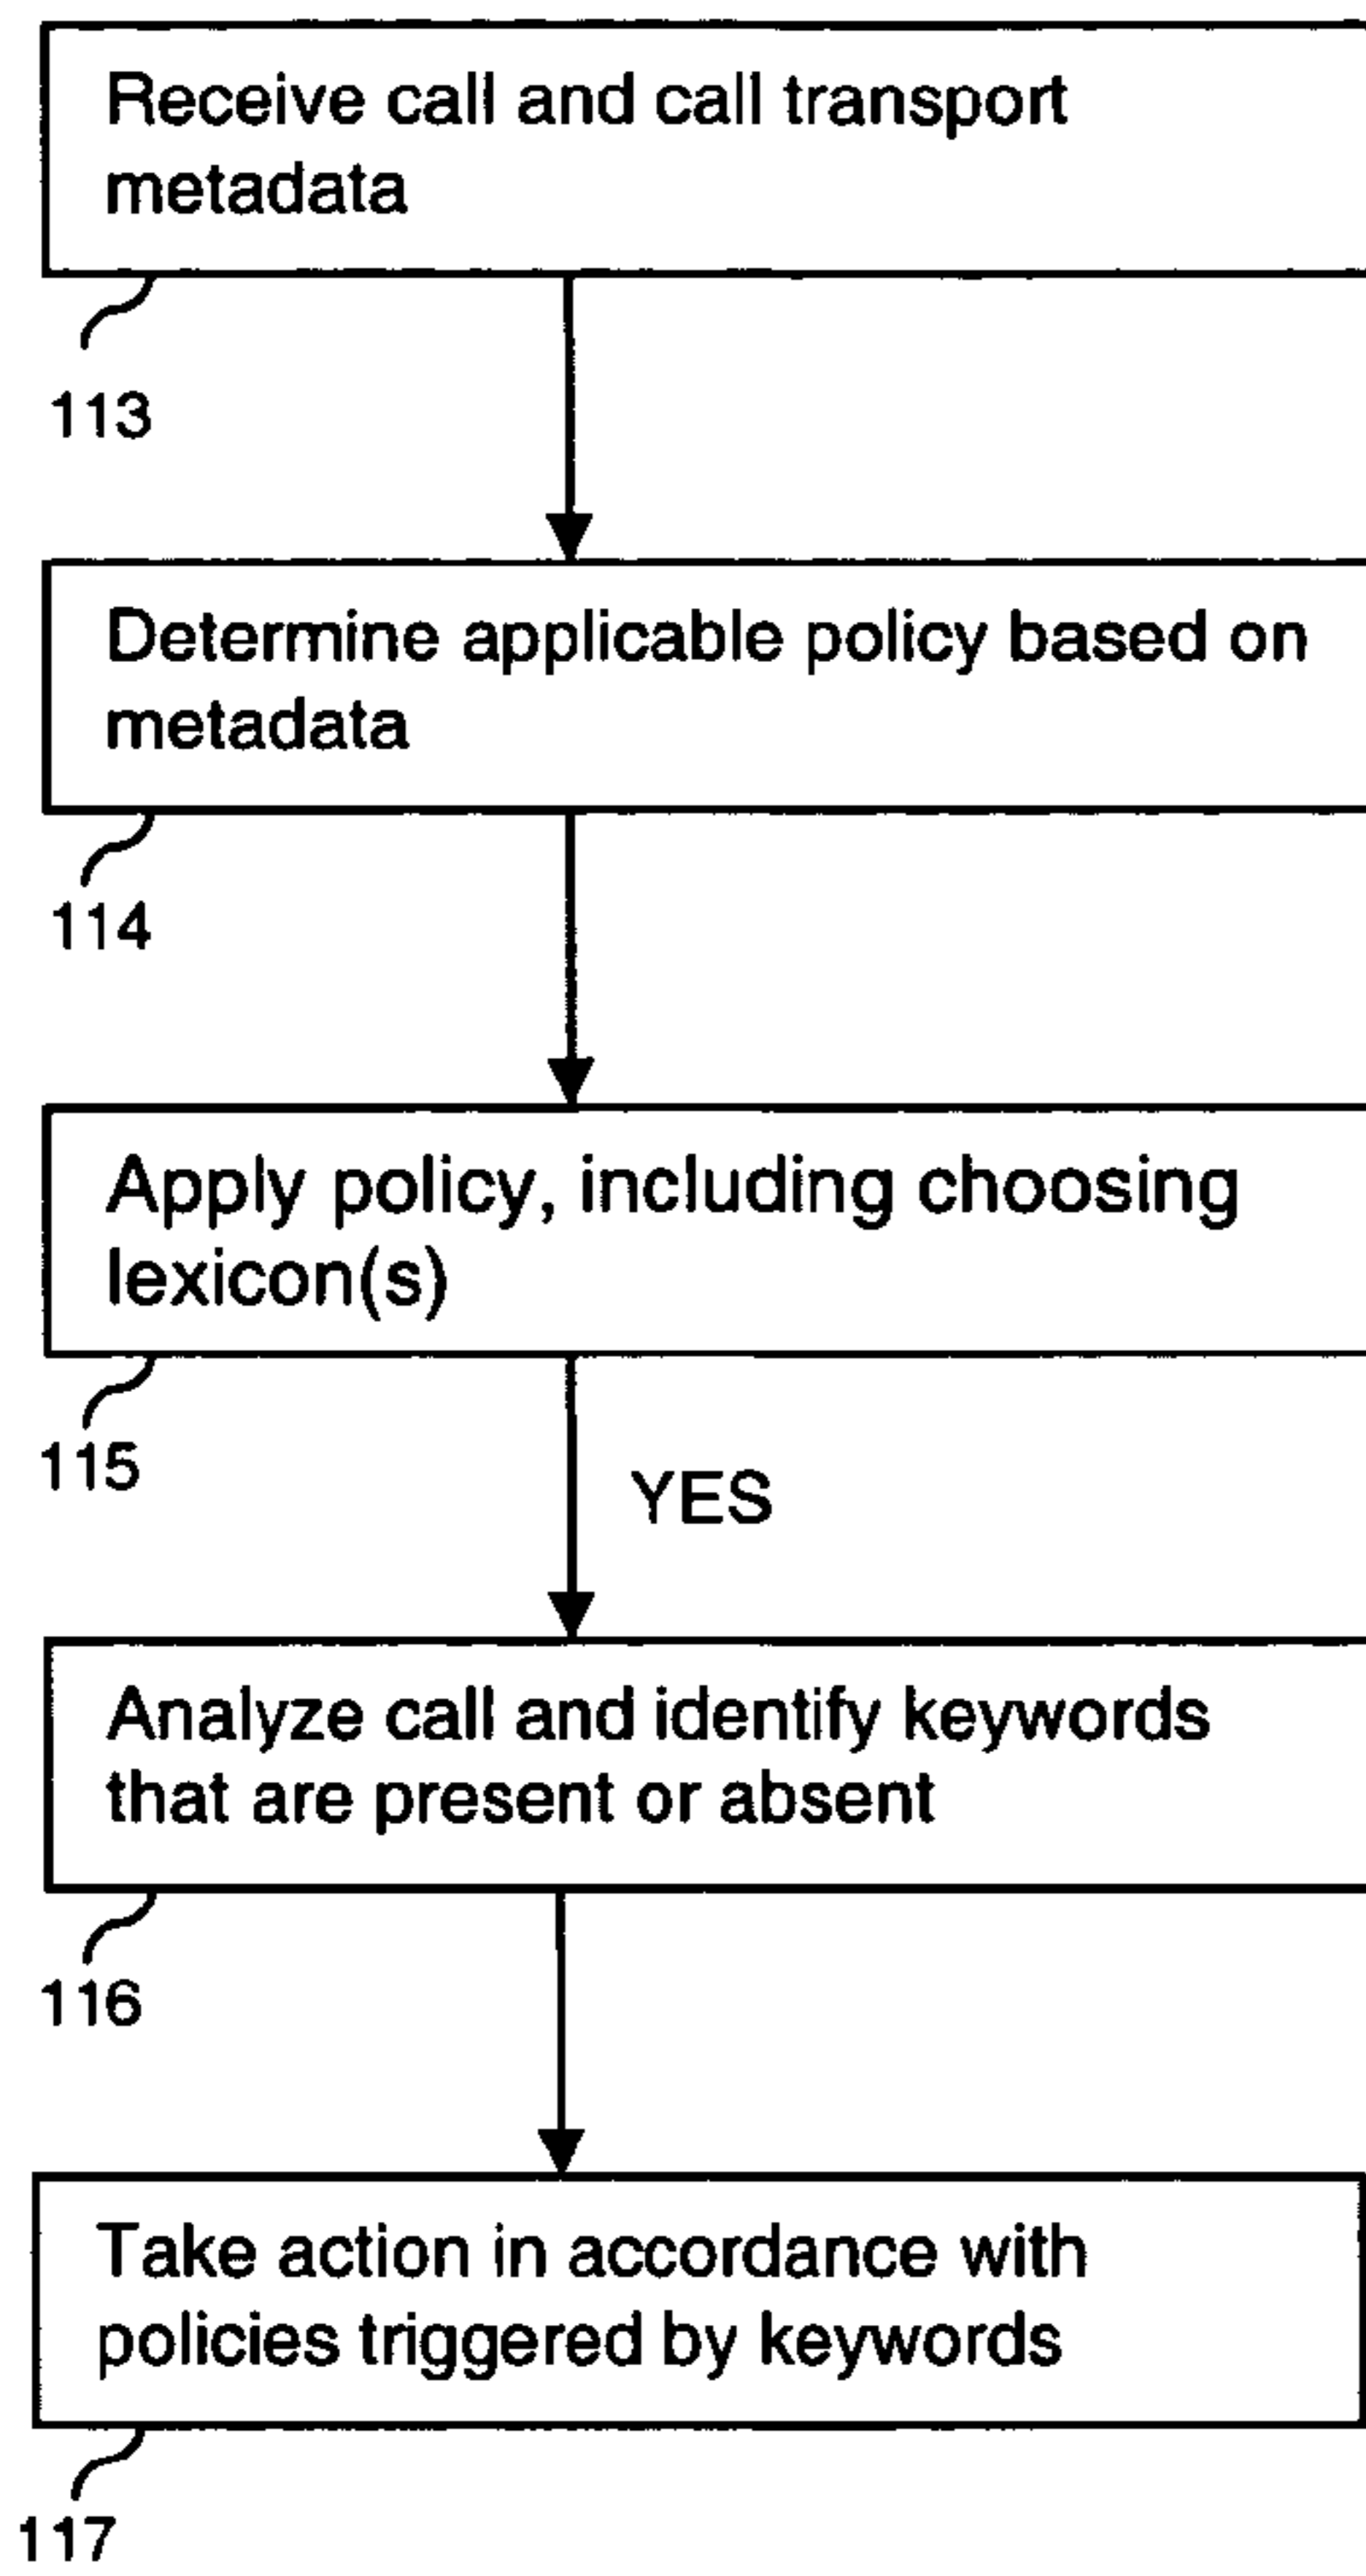 Receive call and call transport
metadata
113
Determine applicable policy based on
metadata
114
Apply policy, including choosing
lexicon(s)
115
YES
Analyze call and identify keywords
that are present or absent
116
Take action in accordance with
policies triggered by keywords
117